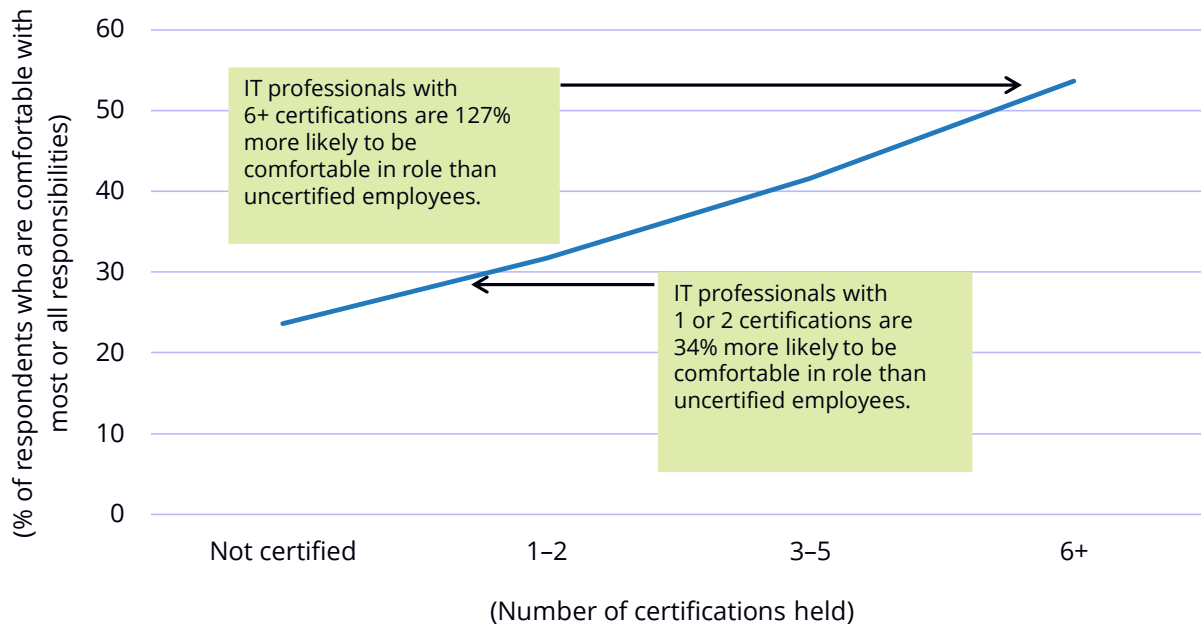 (% of respondents who are comfortable with
most or all responsibilities)
60
50
40
30
20
10
0
IT professionals with
6+ certifications are 127%
more likely to be
comfortable in role than
uncertified employees.
IT professionals with
1 or 2 certifications are
34% more likely to be
comfortable in role than
uncertified employees.
Not certified
1–2
3–5
6+
(Number of certifications held)